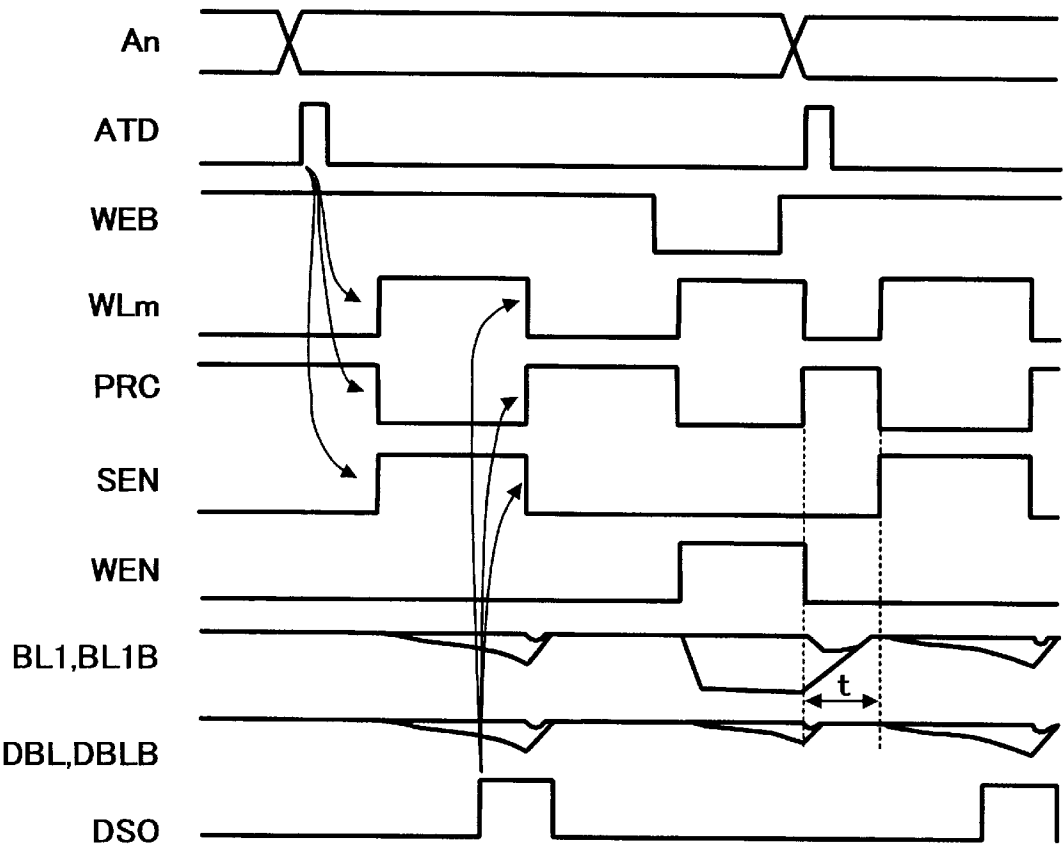 An
ATD
WEB
WLm
PRC
SEN
WEN
BL1,BL1B
t
DBL,DBLB
DSO